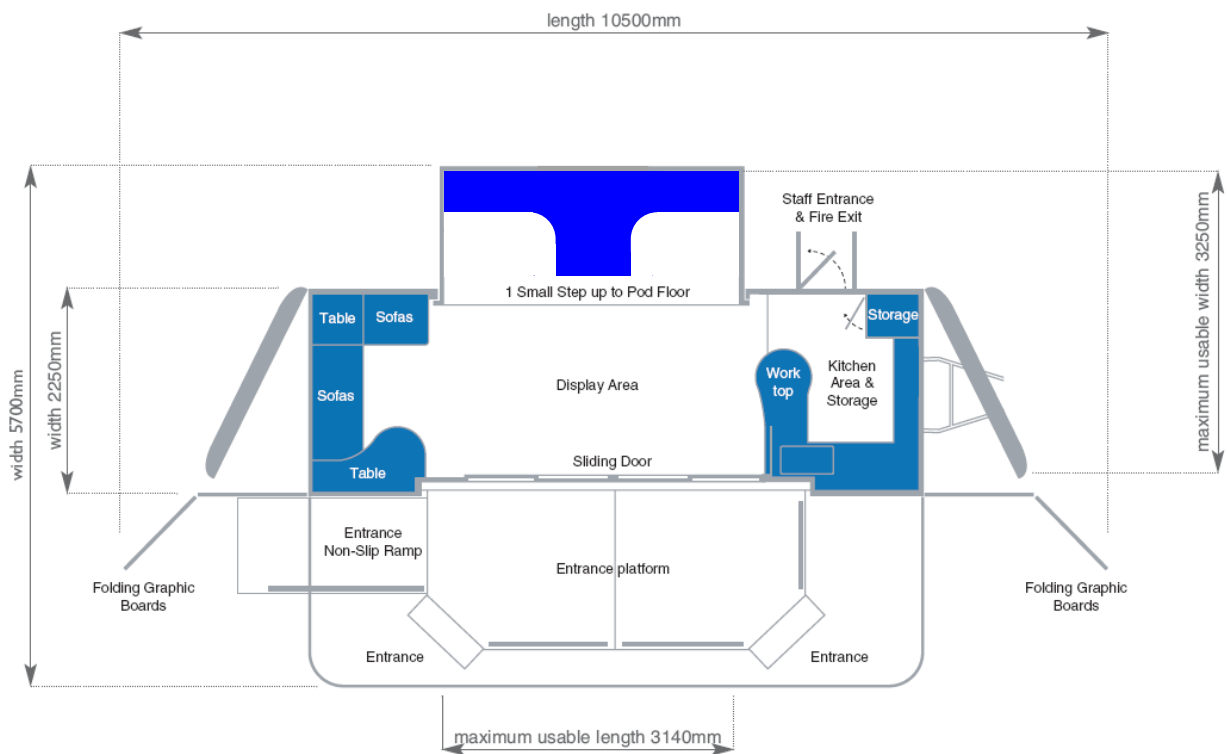 length 10500mm
Staff Entrance
& Fire Exit
1 Small Step up to Pod Floor
Table
Sofas
Storage
width 5700mm
width 2250mm
maximum usable width 3250mm
Sofas
Display Area
Work
top
Kitchen
Area &
Storage
Table
Sliding Door
Entrance
Non-Slip Ramp
Entrance platform
Folding Graphic
Boards
Folding Graphic
Boards
Entrance
Entrance
maximum usable length 3140mm